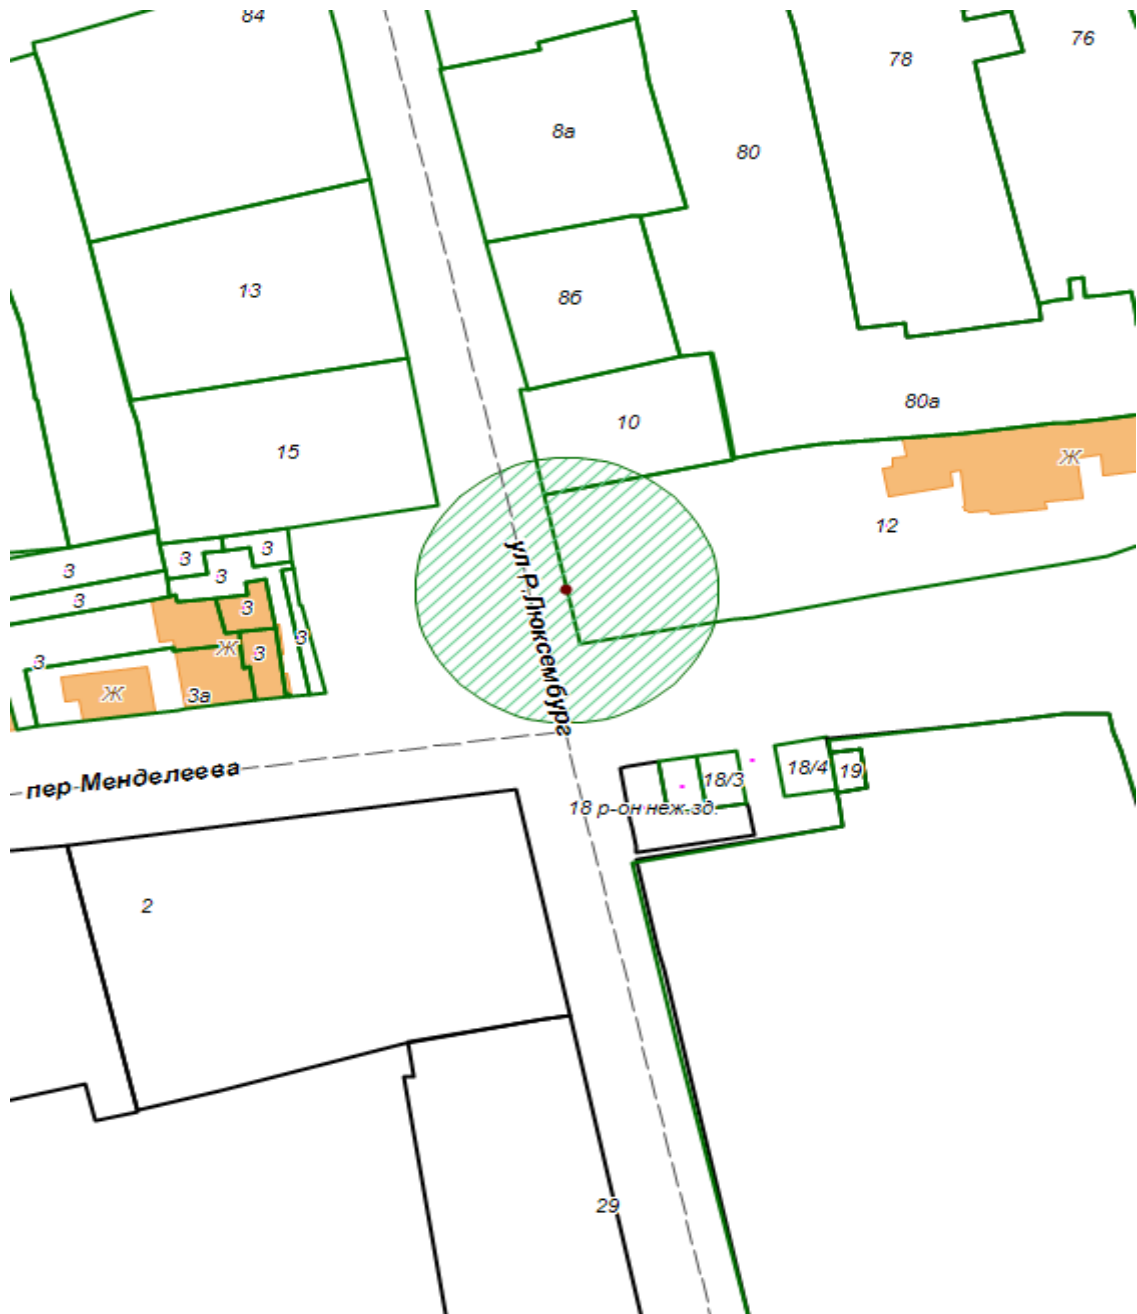 84
76
78
8а
80
13
8б
80а
10
15
Ж
12
3
3
3
3
3
3
3
3
Ж
3
Ж
3а
ул Р.Люксембург
пер Менделеева
18/3
18/4
19
18 р-он неж.зд.
2
29